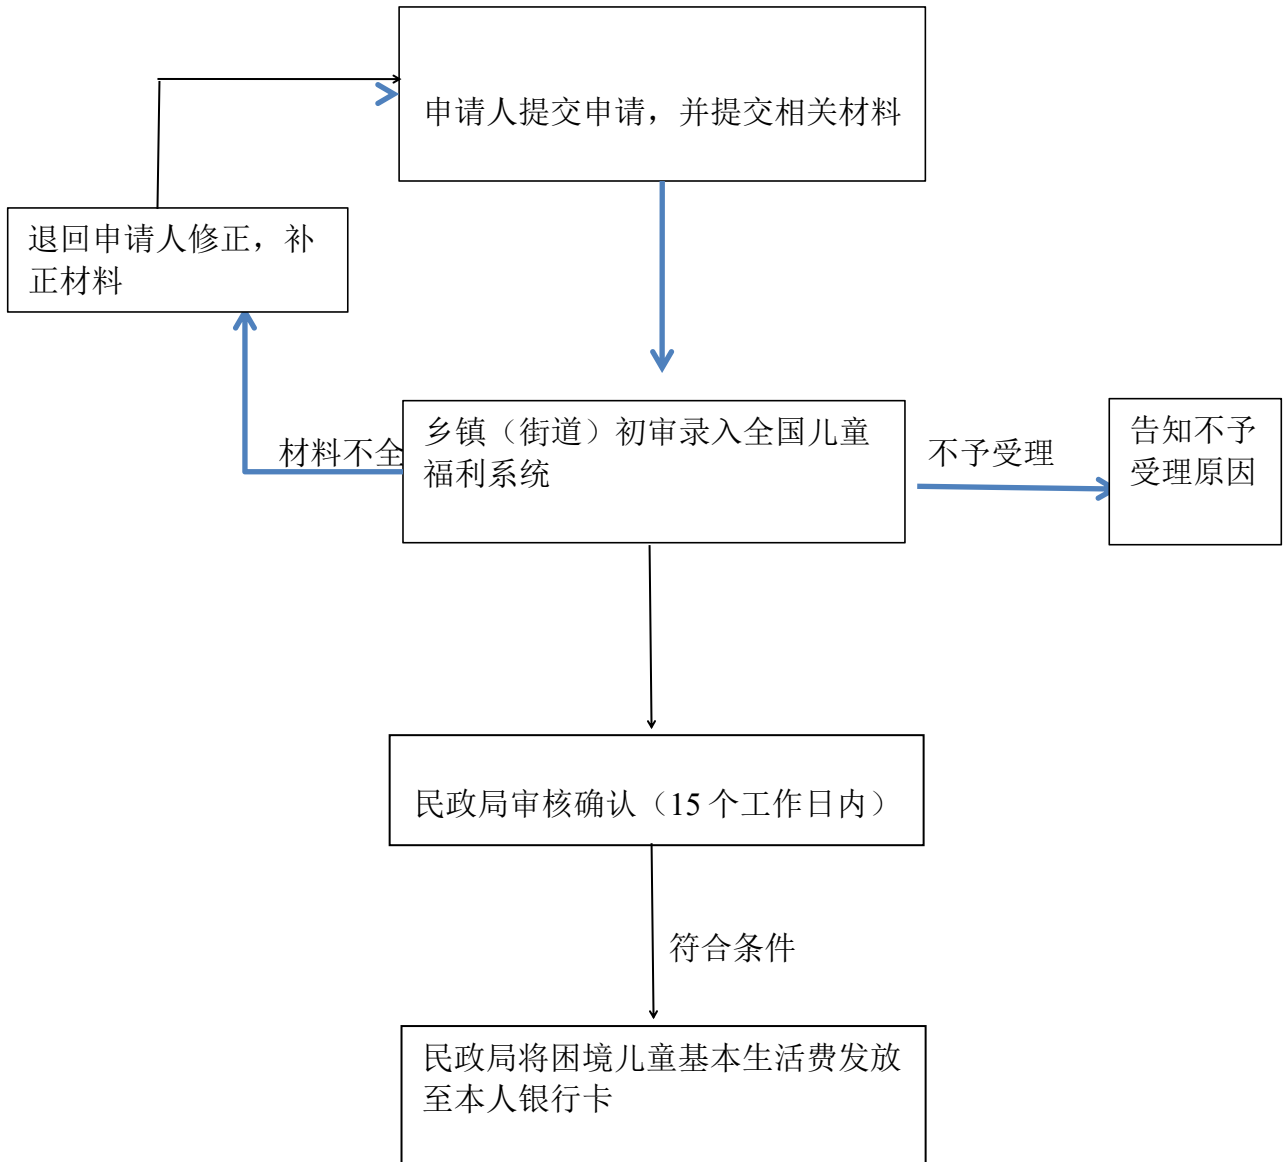 申请人提交申请，并提交相关材料
退回申请人修正，补
正材料
材料不全
乡镇（街道）初审录入全国儿童
福利系统
不予受理
告知不予
受理原因
民政局审核确认（15个工作日内）
符合条件
民政局将困境儿童基本生活费发放
至本人银行卡